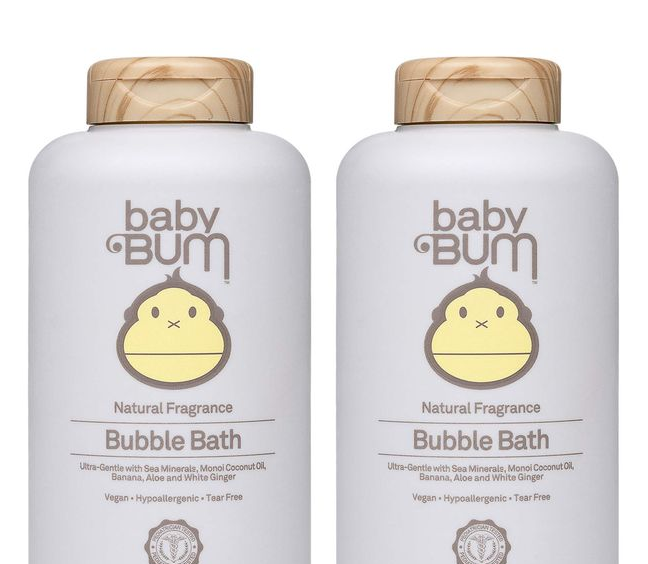 baby
BUM
TM
Natural Fragrance
Bubble Bath
Ultra-Gentle with Sea Minerals, Monoi Coconut Oil,
Banana, Aloe and White Ginger
Vegan • Hypoallergenic • Tear Free
baby
BUM
TM
Natural Fragrance
Bubble Bath
Ultra-Gentle with Sea Minerals, Monoi Coconut Oil,
Banana, Aloe and White Ginger
Vegan • Hypoallergenic • Tear Free